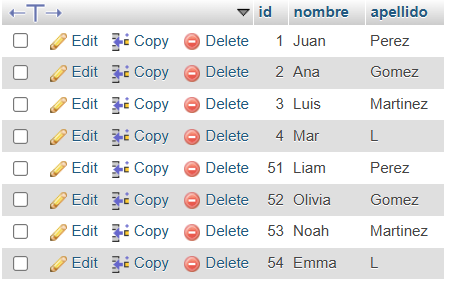 id nombre apellido
Edit Copy Delete 1 Juan Perez
Edit Copy Delete 2 Ana Gomez
Edit Copy Delete 3 Luis Martinez
Edit Copy Delete 4 Mar L
Edit Copy Delete 51 Liam Perez
Edit Copy Delete 52 Olivia Gomez
Edit Copy Delete 53 Noah Martinez
Edit Copy Delete 54 Emma L